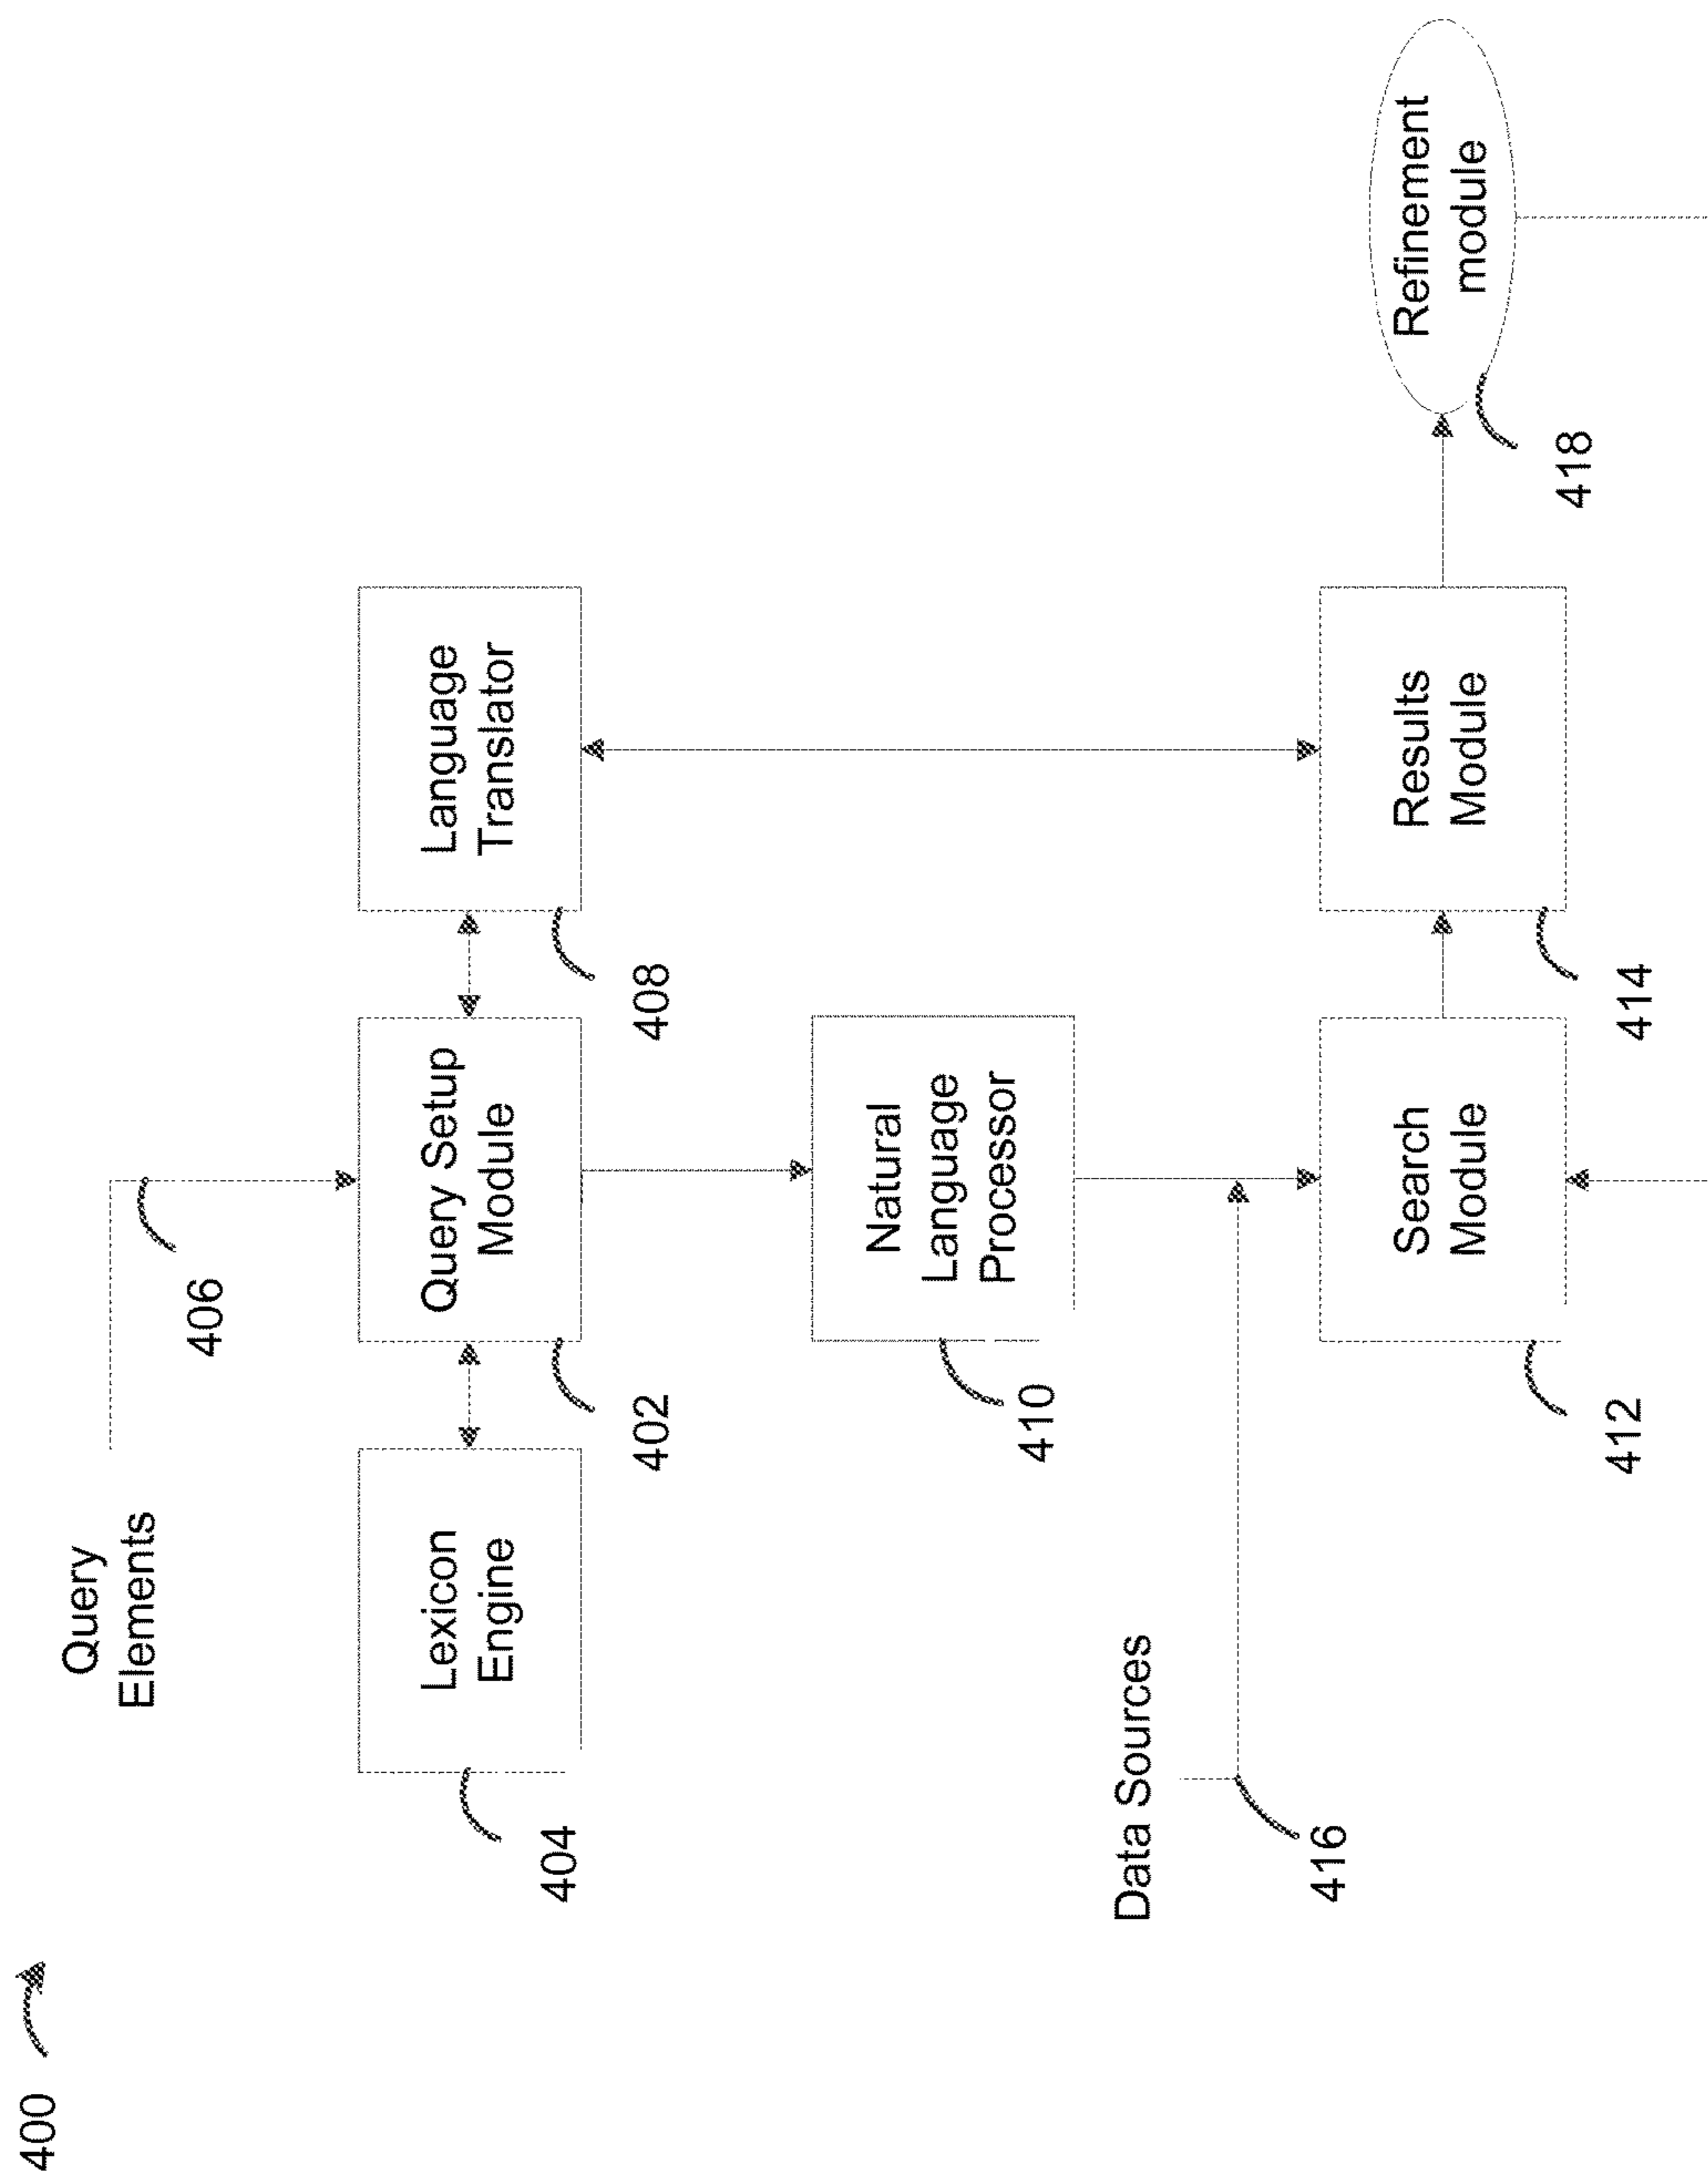 400
Query
Elements
406
Lexicon
Engine
404
Query Setup
Module
402
Language
Translator
408
Natural
Language
Processor
410
Data Sources
416
Search
Module
412
Results
Module
414
Refinement
module
418